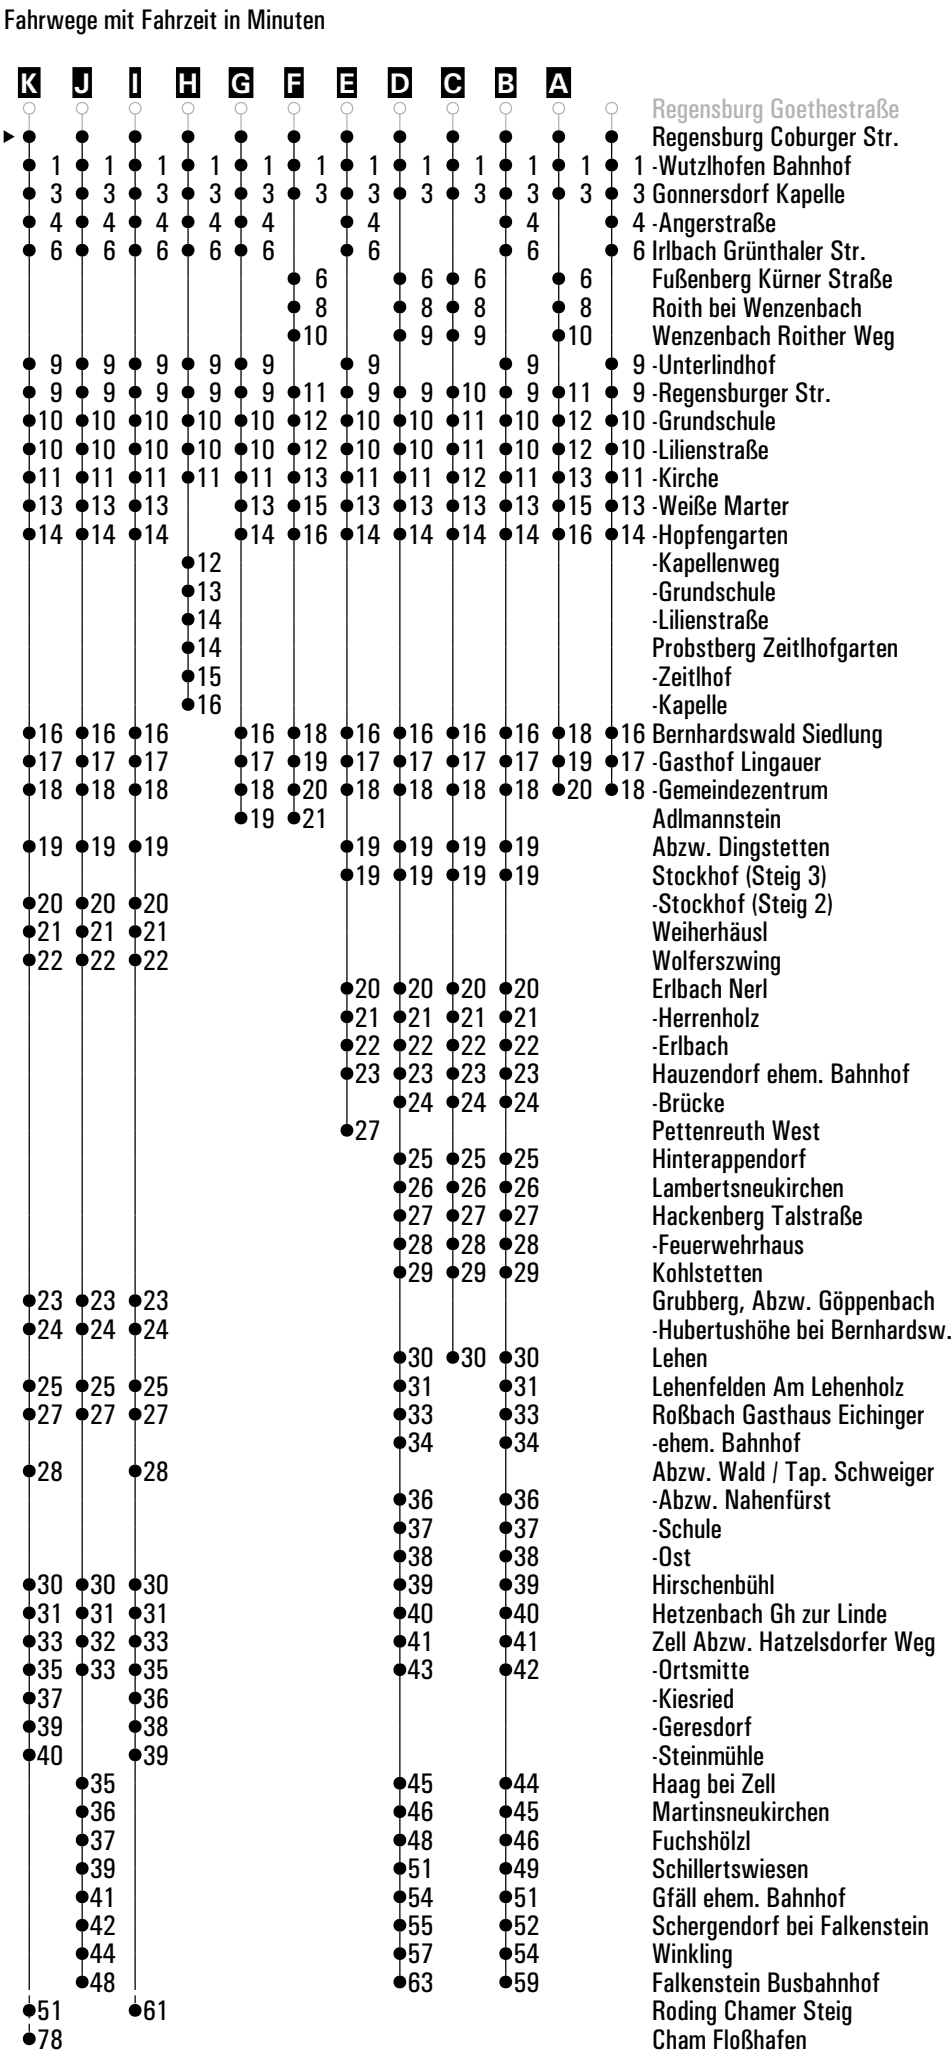 Fahrwege mit Fahrzeit in Minuten
K J I H G F E D C B A
Regensburg Goethestraße
Regensburg Coburger Str.
1 1 1 1 1 1 1 1 1 1 1 1 -Wutzlhofen Bahnhof
3 3 3 3 3 3 3 3 3 3 3 3 Gonnersdorf Kapelle
4 4 4 4 4 4 4 4 -Angerstraße
6 6 6 6 6 6 6 6 Irlbach Grünthaler Str.
6 6 6 6 Fußenberg Kürner Straße
8 8 8 8 Roith bei Wenzenbach
10 9 9 10 Wenzenbach Roither Weg
9 9 9 9 9 9 9 9 -Unterlindhof
9 9 9 9 9 11 9 9 10 9 11 9 -Regensburger Str.
10 10 10 10 10 12 10 10 11 10 12 10 -Grundschule
10 10 10 10 10 12 10 10 11 10 12 10 -Lilienstraße
11 11 11 11 11 13 11 11 12 11 13 11 -Kirche
13 13 13 13 15 13 13 13 13 15 13 -Weiße Marter
14 14 14 14 16 14 14 14 14 16 14 -Hopfengarten
12 -Kapellenweg
13 -Grundschule
14 -Lilienstraße
14 Probstberg Zeitlhofgarten
15 -Zeitlhof
16 -Kapelle
16 16 16 16 18 16 16 16 16 18 16 Bernhardswald Siedlung
17 17 17 17 19 17 17 17 17 19 17 -Gasthof Lingauer
18 18 18 18 20 18 18 18 18 20 18 -Gemeindezentrum
19 21 Adlmannstein
19 19 19 19 19 19 19 Abzw. Dingstetten
19 19 19 19 Stockhof (Steig 3)
20 20 20 -Stockhof (Steig 2)
21 21 21 Weiherhäusl
22 22 22 Wolferszwing
20 20 20 20 Erlbach Nerl
21 21 21 21 -Herrenholz
22 22 22 22 -Erlbach
23 23 23 23 Hauzendorf ehem. Bahnhof
24 24 24 -Brücke
27 Pettenreuth West
25 25 25 Hinterappendorf
26 26 26 Lambertsneukirchen
27 27 27 Hackenberg Talstraße
28 28 28 -Feuerwehrhaus
29 29 29 Kohlstetten
23 23 23 Grubberg, Abzw. Göppenbach
24 24 24 -Hubertushöhe bei Bernhardsw.
30 30 30 Lehen
25 25 25 31 31 Lehenfelden Am Lehenholz
27 27 27 33 33 Roßbach Gasthaus Eichinger
34 34 -ehem. Bahnhof
28 28 Abzw. Wald / Tap. Schweiger
36 36 -Abzw. Nahenfürst
37 37 -Schule
38 38 -Ost
30 30 30 39 39 Hirschenbühl
31 31 31 40 40 Hetzenbach Gh zur Linde
33 32 33 41 41 Zell Abzw. Hatzelsdorfer Weg
35 33 35 43 42 -Ortsmitte
37 36 -Kiesried
39 38 -Geresdorf
40 39 -Steinmühle
35 45 44 Haag bei Zell
36 46 45 Martinsneukirchen
37 48 46 Fuchshölzl
39 51 49 Schillertswiesen
41 54 51 Gfäll ehem. Bahnhof
42 55 52 Schergendorf bei Falkenstein
44 57 54 Winkling
48 63 59 Falkenstein Busbahnhof
51 61 Roding Chamer Steig
78 Cham Floßhafen